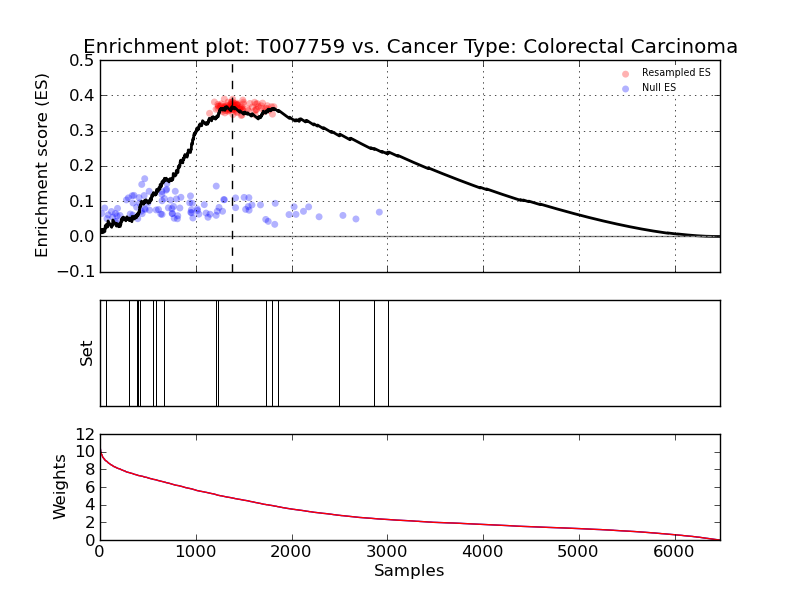 Enrichment plot: T007759 vs. Cancer Type: Colorectal Carcinoma
Enrichment score (ES)
0.5
0.4
0.3
0.2
0.1
0.0
−0.1
Resampled ES
Null ES
Set
Weights
12
10
8
6
4
2
0
0 1000 2000 3000 4000 5000 6000
Samples